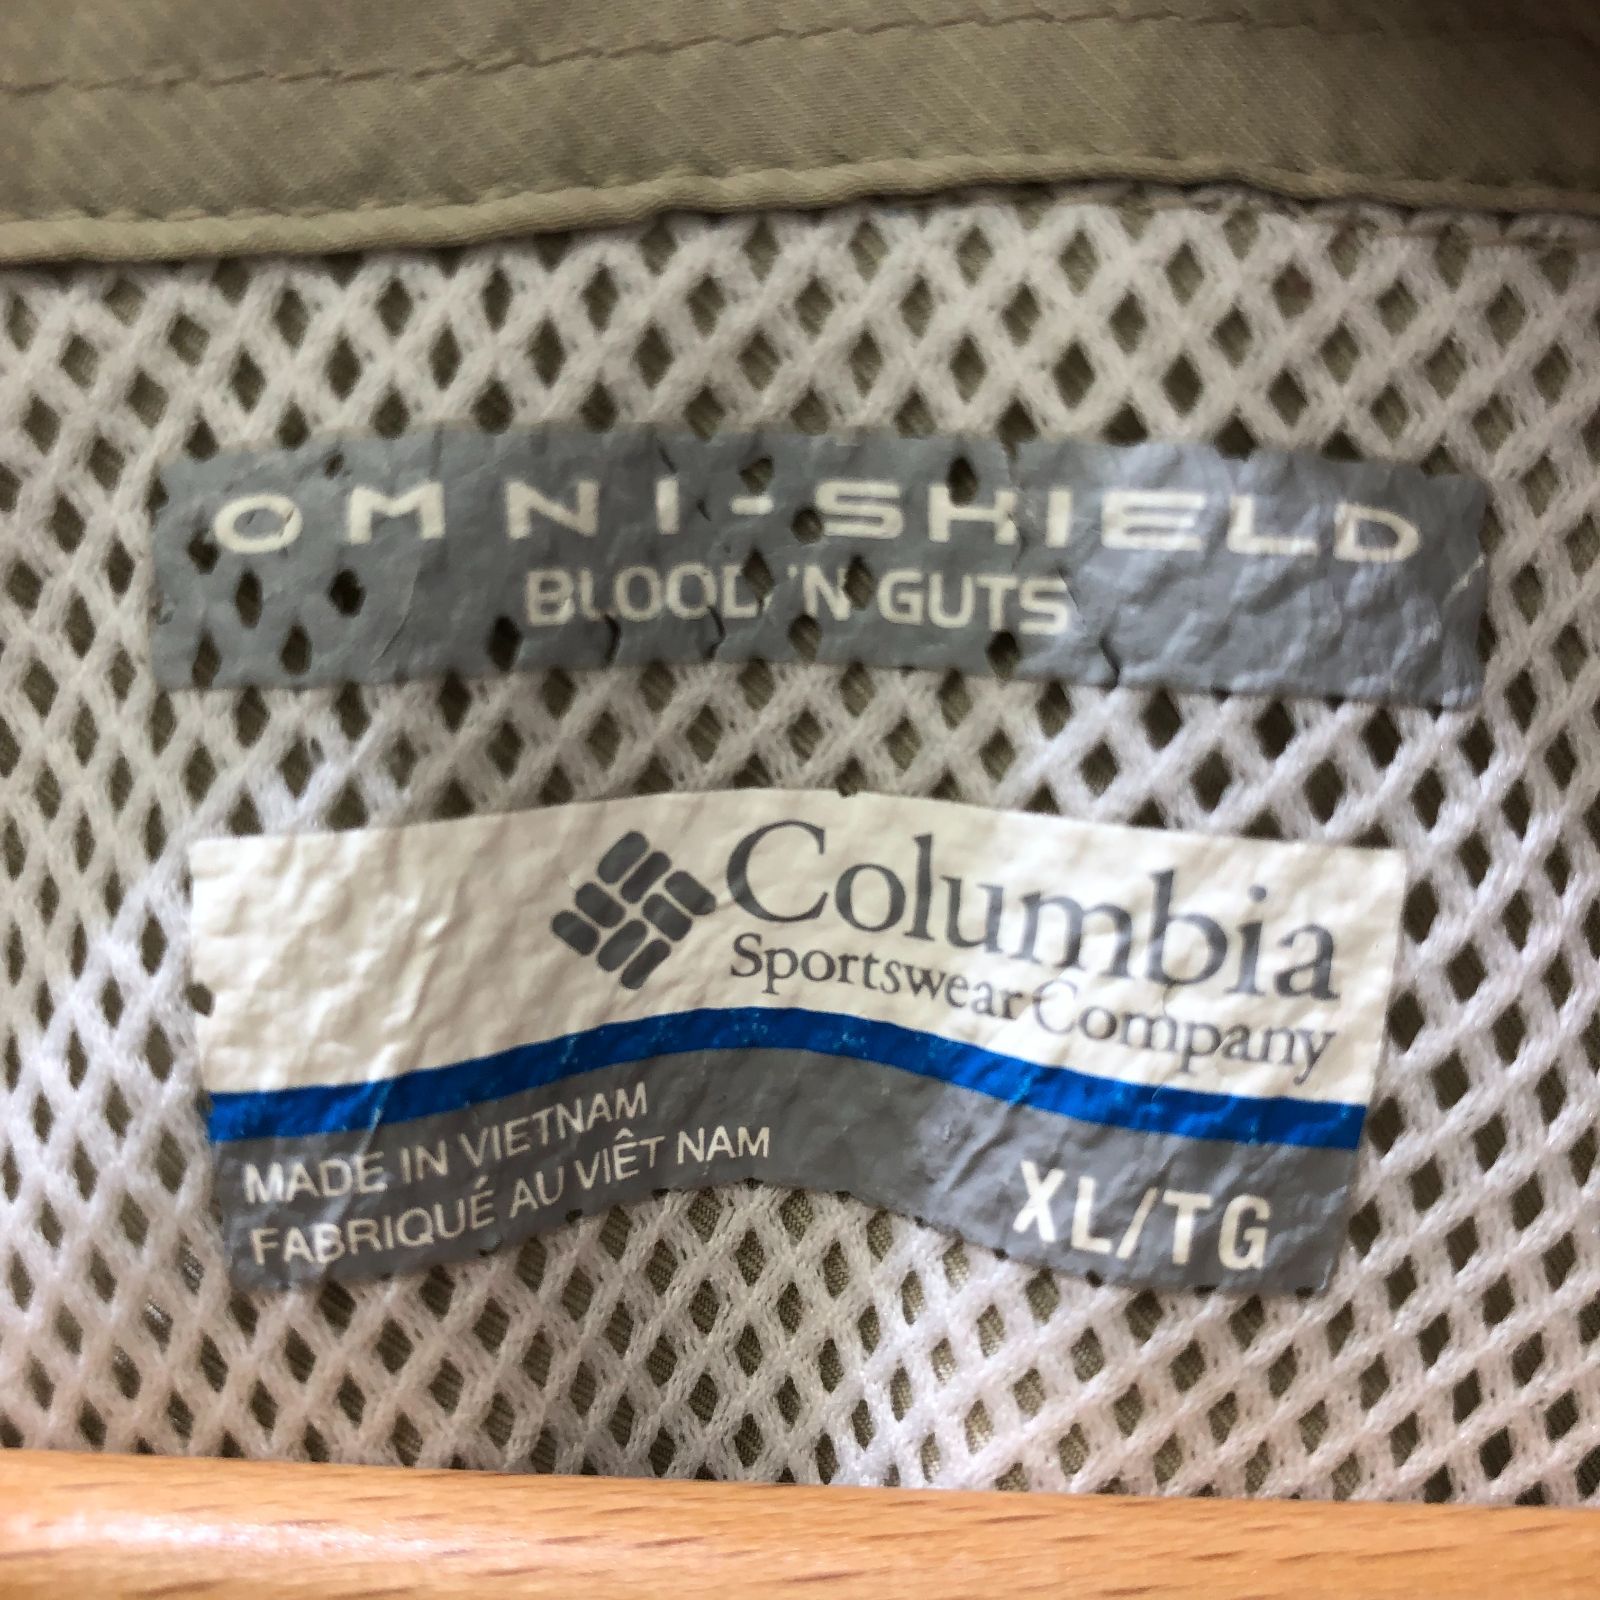 OMNI-SHIELD
BLOOD 'N GUTS
Columbia
Sportswear Company
MADE IN VIETNAM
FABRIQUÉ AU VIÊT NAM
XL/TG